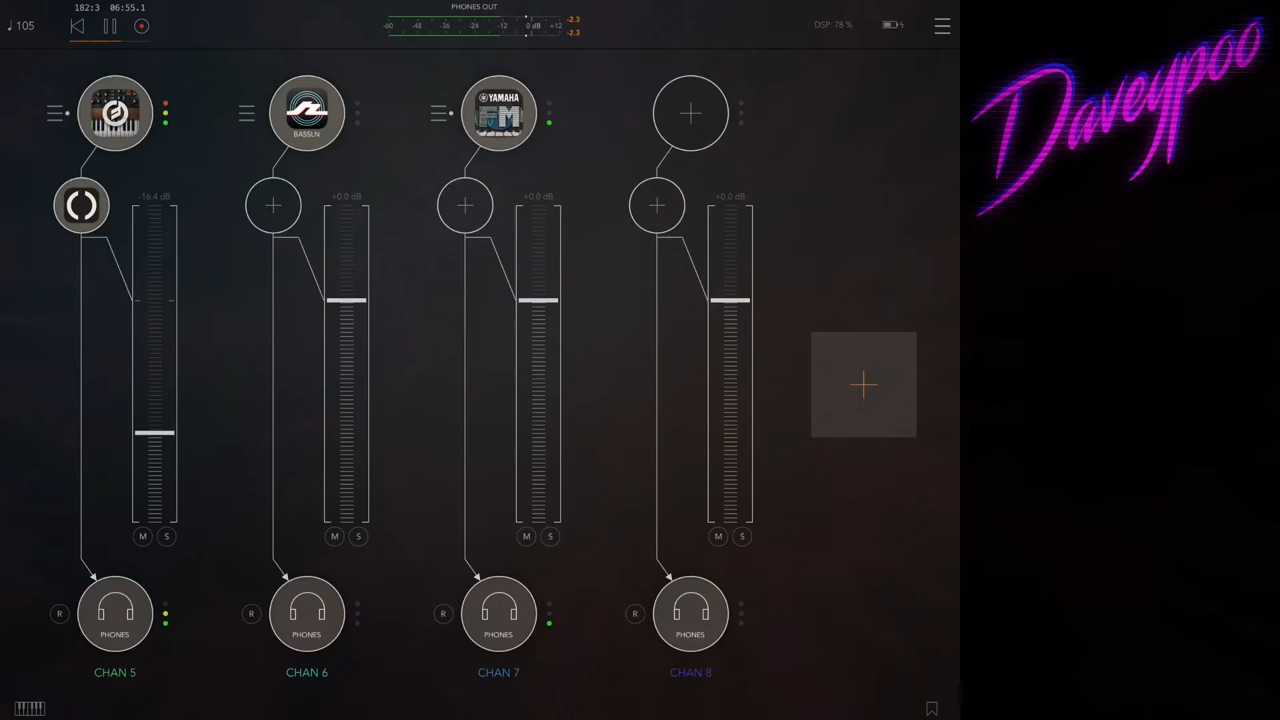 182:3 06:55.1
♩105
PHONES OUT
-60 -48 -36 -24 -12 0 dB +12
-2.3
-2.3
DSP: 78 %
BASSLN
YAMAHA
FM
-16.4 dB
+0.0 dB
+0.0 dB
+0.0 dB
M S
M S
M S
M S
R PHONES
R PHONES
R PHONES
R PHONES
CHAN 5
CHAN 6
CHAN 7
CHAN 8
Daveypoo